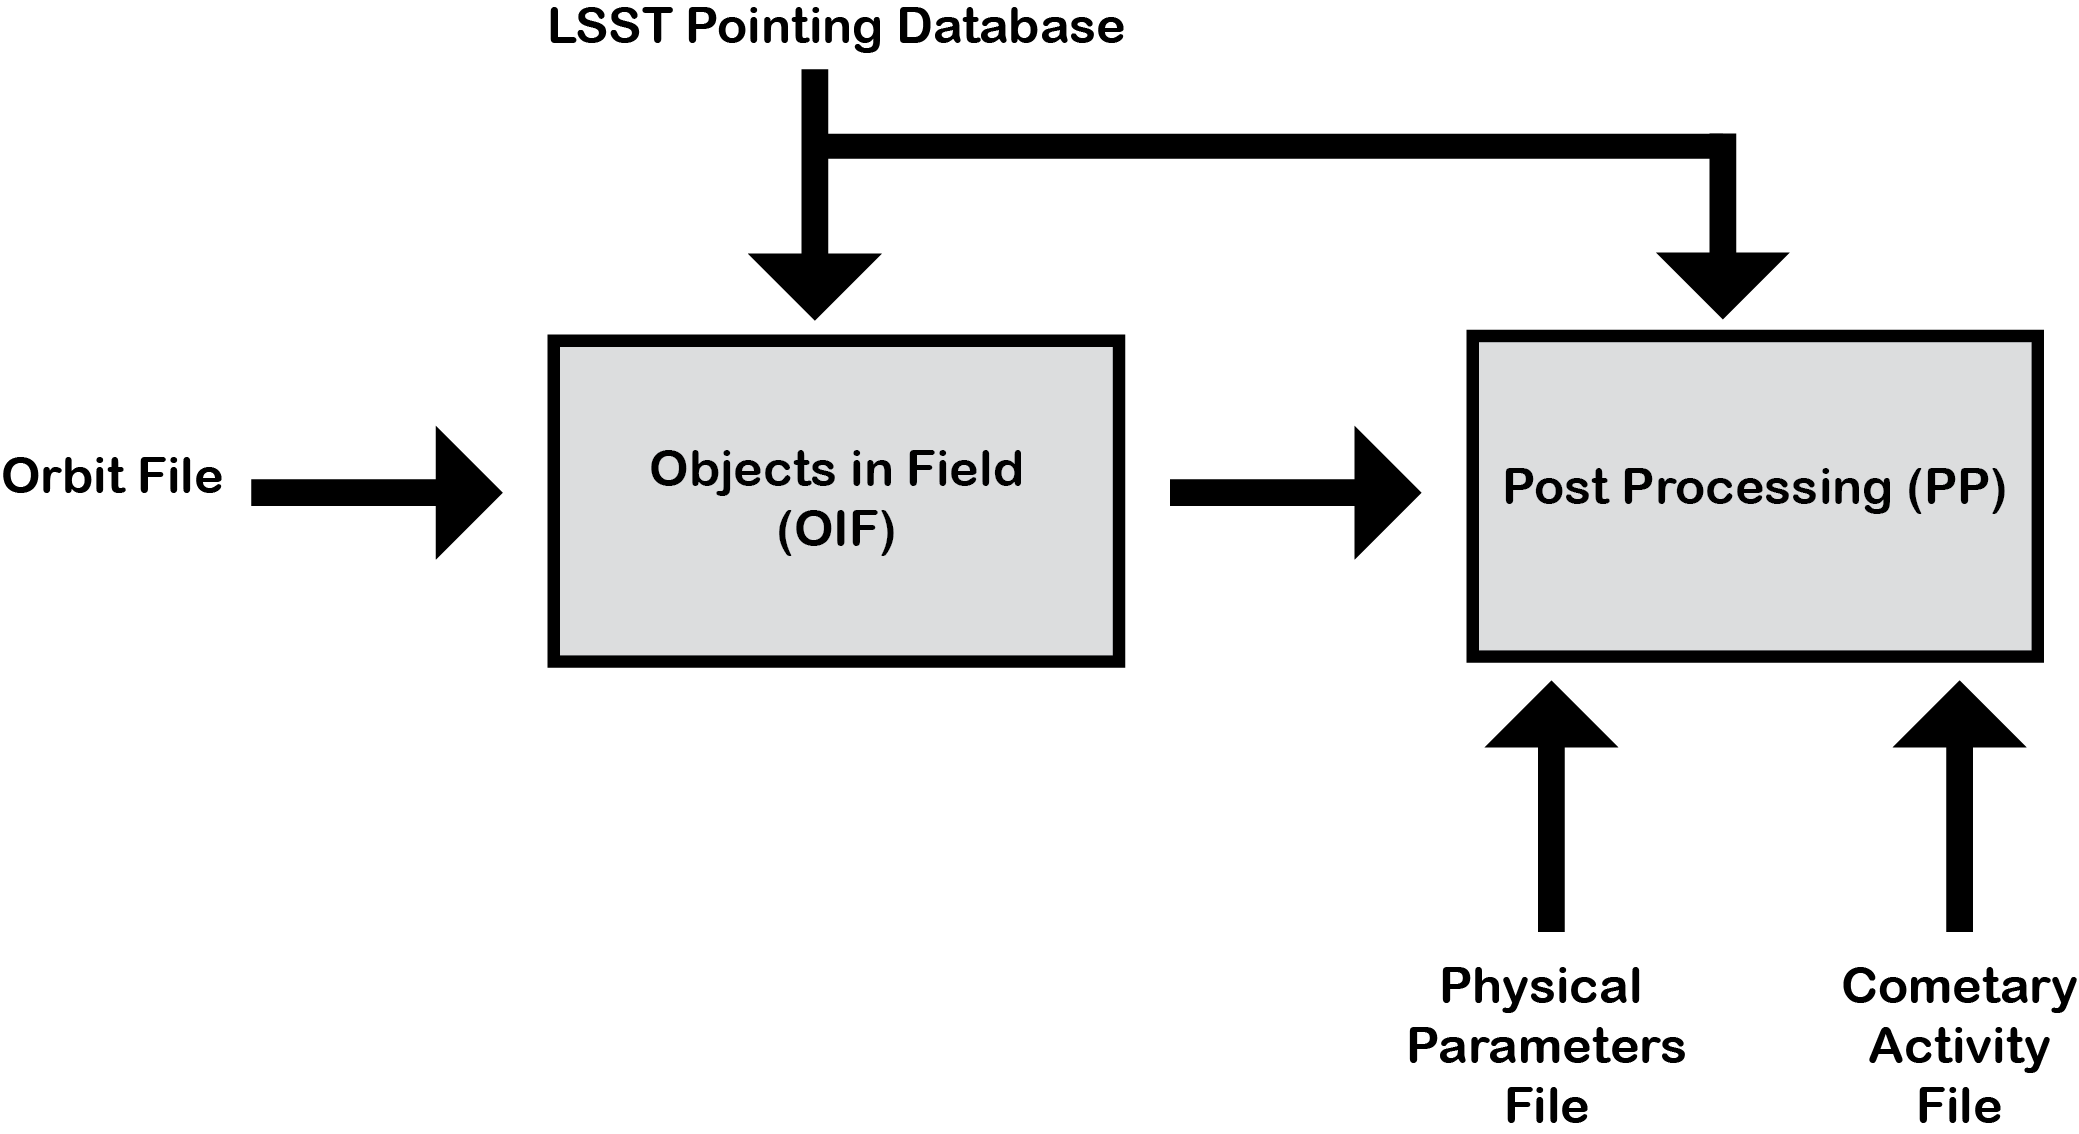 LSST Pointing Database
Orbit File
Objects in Field
(OIF)
Post Processing (PP)
Physical
Parameters
File
Cometary
Activity
File